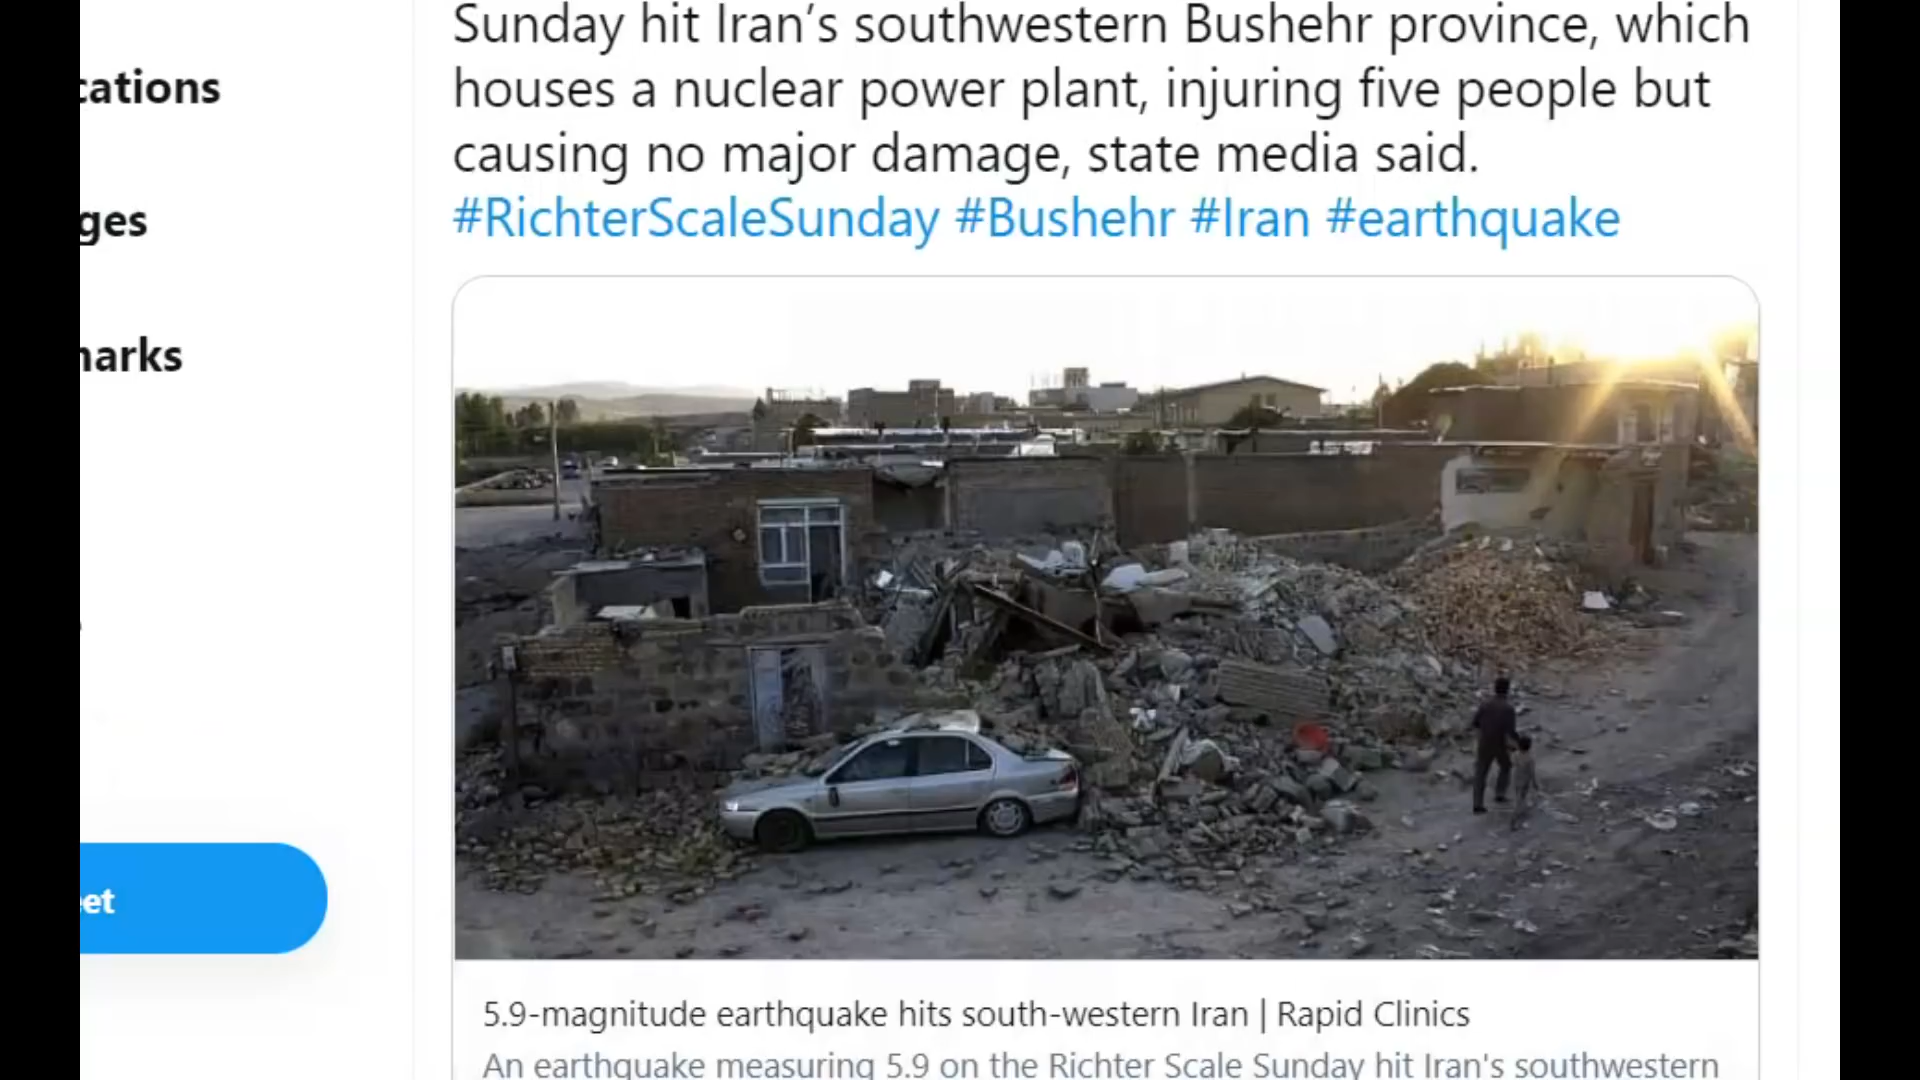 cations
ges
marks
eet
Sunday hit Iran’s southwestern Bushehr province, which
houses a nuclear power plant, injuring five people but
causing no major damage, state media said.
#RichterScaleSunday #Bushehr #Iran #earthquake
5.9-magnitude earthquake hits south-western Iran | Rapid Clinics
An earthquake measuring 5.9 on the Richter Scale Sunday hit Iran's southwestern